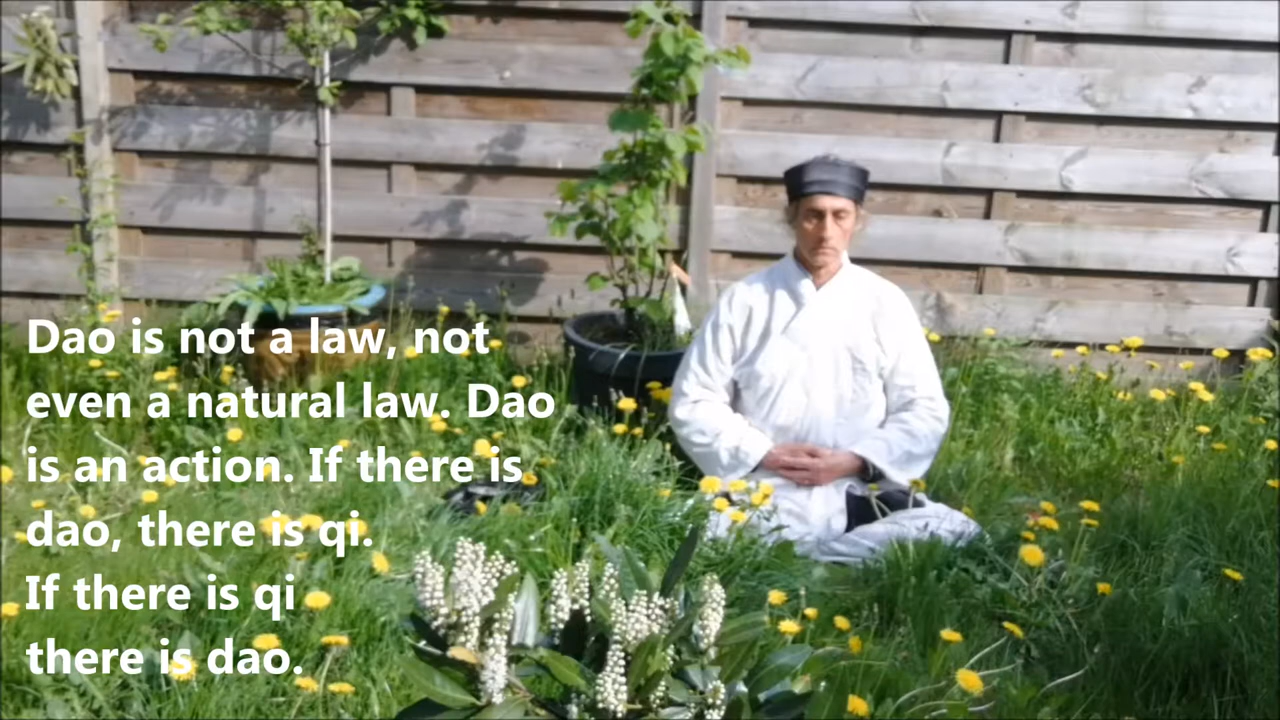 Dao is not a law, not
even a natural law. Dao
is an action. If there is
dao, there is qi.
If there is qi
there is dao.